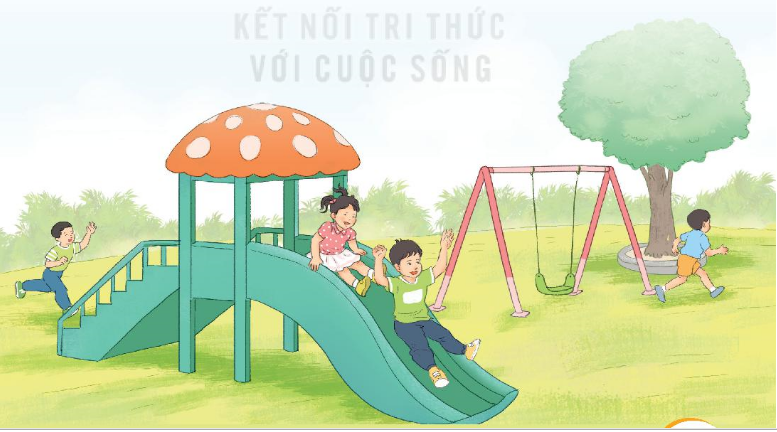 KẾT NỐI TRI THỨC
VỚI CUỘC SỐNG